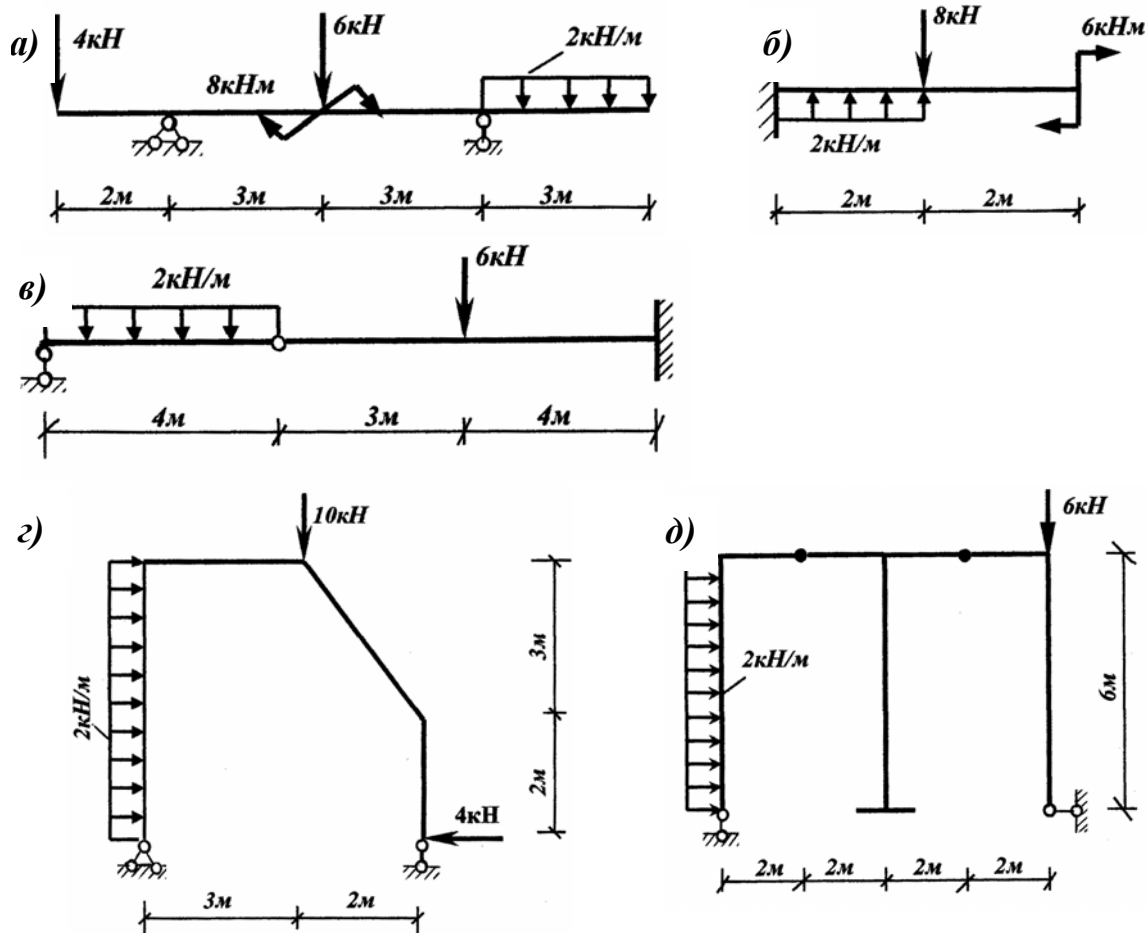 а) 4кН 6кН 2кН/м
8кНм
2м 3м 3м 3м
б) 8кН 6кНм
2кН/м
2м 2м
в) 2кН/м 6кН
4м 3м 4м
г) 10кН
2кН/м
3м
2м
4кН
3м 2м
д) 6кН
2кН/м
6м
2м 2м 2м 2м